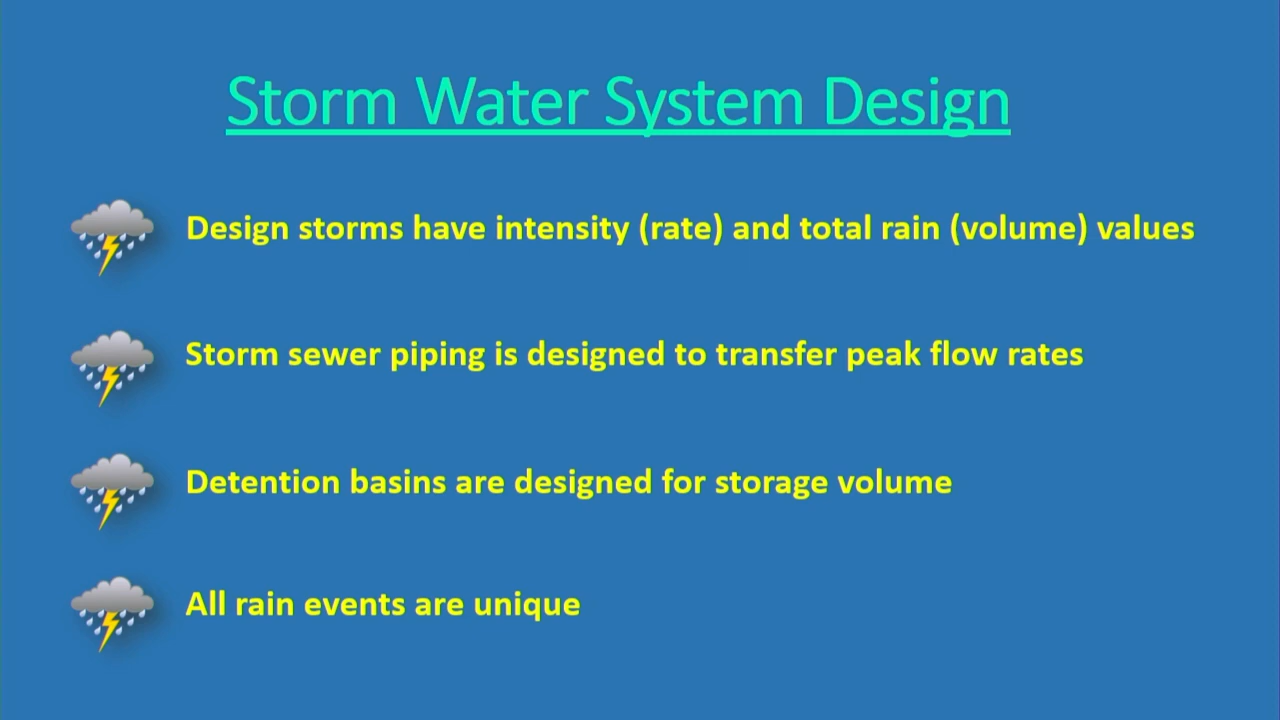 Storm Water System Design
Design storms have intensity (rate) and total rain (volume) values
Storm sewer piping is designed to transfer peak flow rates
Detention basins are designed for storage volume
All rain events are unique